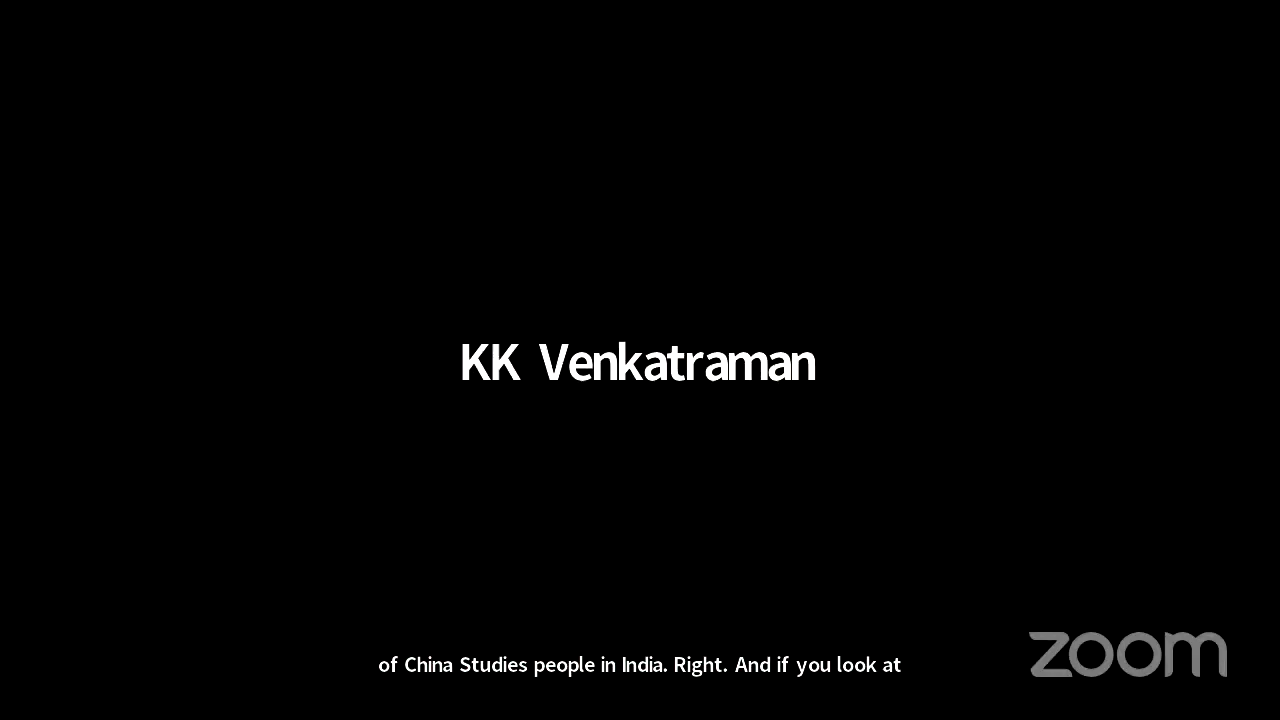 KK Venkatraman
of China Studies people in India. Right. And if you look at
zoom